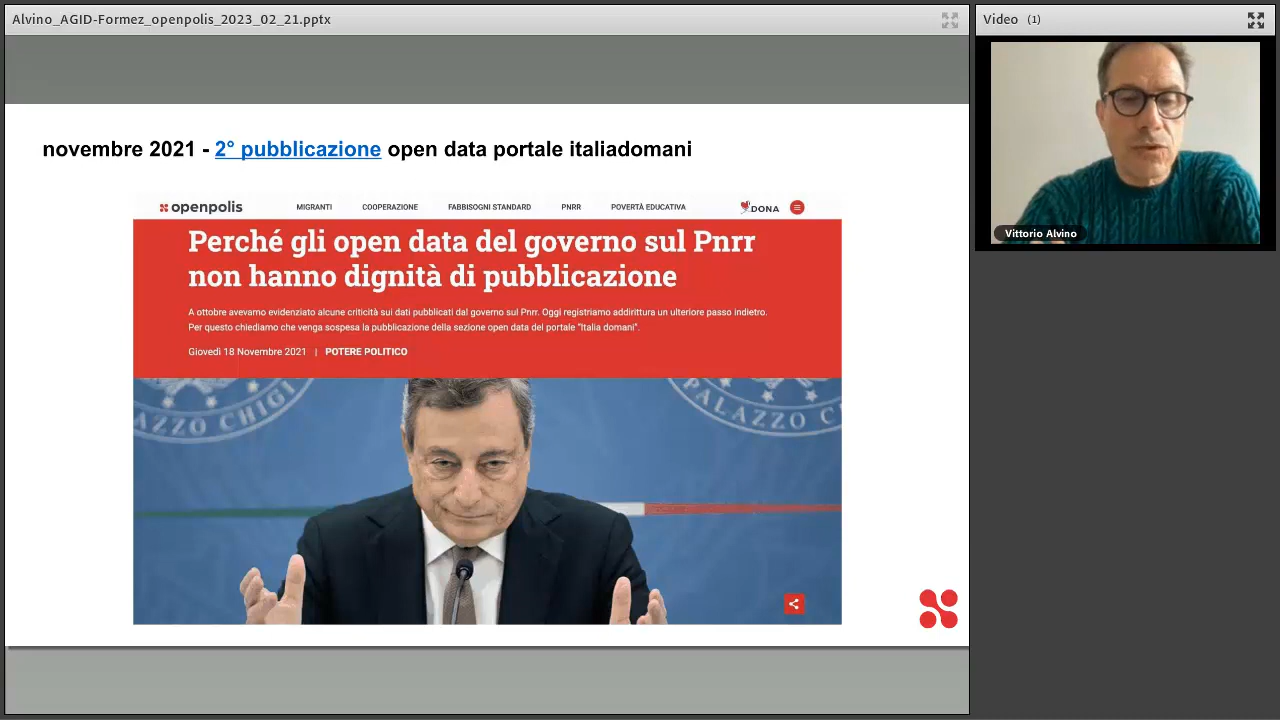 Alvino_AGID-Formez_openpolis_2023_02_21.pptx
Video (1)
Vittorio Alvino
novembre 2021 - 2° pubblicazione open data portale italiadomani
openpolis MIGRANTI COOPERAZIONE FABBISOGNI STANDARD PNRR POVERTÀ EDUCATIVA DONA
Perché gli open data del governo sul Pnrr
non hanno dignità di pubblicazione
A ottobre avevamo evidenziato alcune criticità sui dati pubblicati dal governo sul Pnrr. Oggi registriamo addirittura un ulteriore passo indietro.
Per questo chiediamo che venga sospesa la pubblicazione della sezione open data del portale "Italia domani".
Giovedì 18 Novembre 2021 | POTERE POLITICO
AZZO CHIGI
PALAZZO C